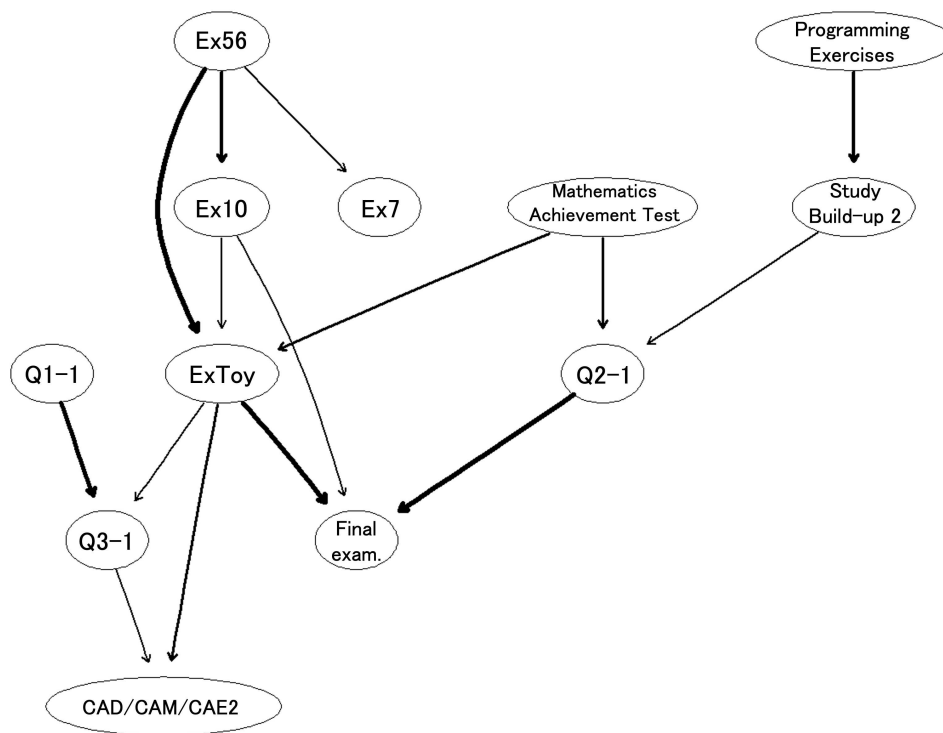 Ex56
Programming
Exercises
Ex10
Ex7
Mathematics
Achievement Test
Study
Build-up 2
Q1-1
ExToy
Q2-1
Q3-1
Final
exam.
CAD/CAM/CAE2